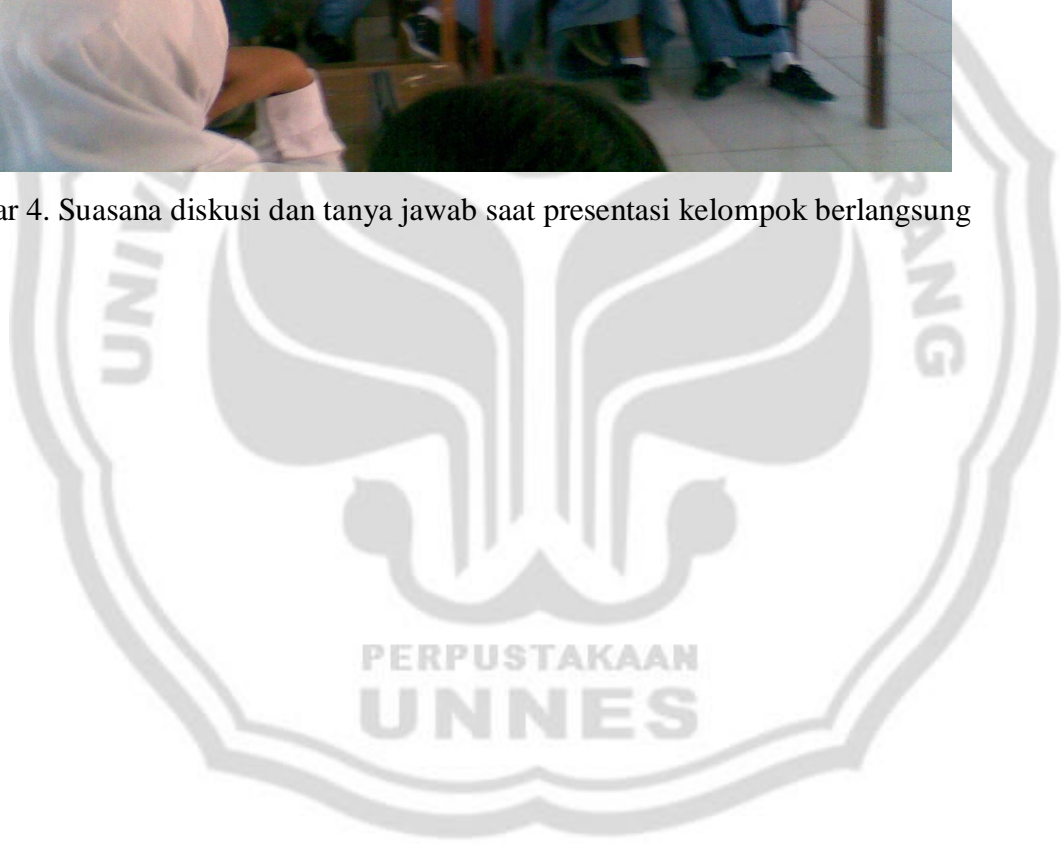 ar 4. Suasana diskusi dan tanya jawab saat presentasi kelompok berlangsung
PERPUSTAKAAN
UNNES